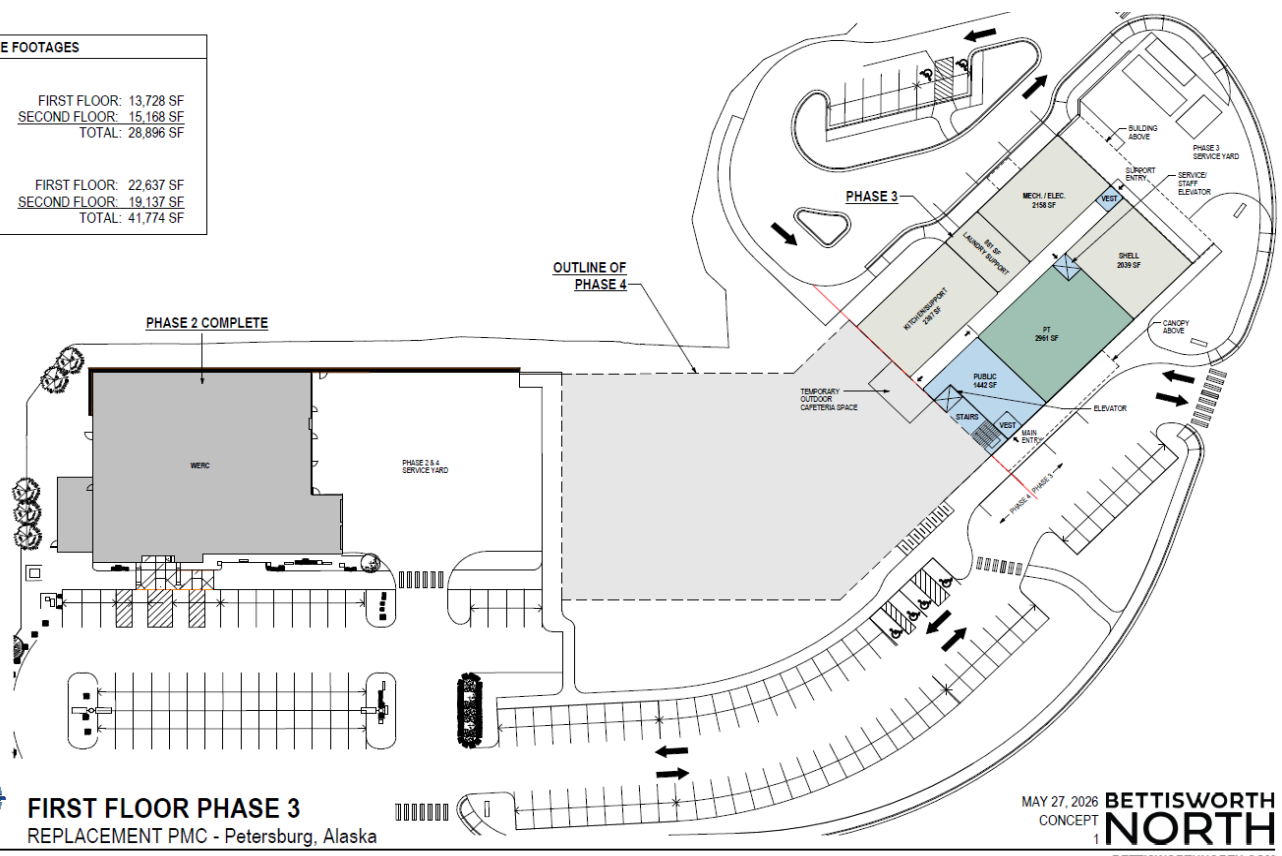 E FOOTAGES
FIRST FLOOR: 13,728 SF
SECOND FLOOR: 15,168 SF
TOTAL: 28,896 SF
FIRST FLOOR: 22,637 SF
SECOND FLOOR: 19,137 SF
TOTAL: 41,774 SF
BUILDING
ABOVE
PHASE 3
SERVICE YARD
SUPPORT
ENTRY
SERVICE/
STAFF
ELEVATOR
MECH. / ELEC.
2158 SF
VEST
PHASE 3
LAUNDRY SUPPORT
SHELL
2039 SF
OUTLINE OF
PHASE 4
KITCHEN/SUPPORT
PT
2961 SF
CANOPY
ABOVE
PHASE 2 COMPLETE
PUBLIC
1442 SF
TEMPORARY
OUTDOOR
CAFETERIA SPACE
ELEVATOR
STAIRS
VEST
MAIN
ENTRY
WERC
PHASE 2 & 4
SERVICE YARD
PHASE 4
PHASE 3
FIRST FLOOR PHASE 3
REPLACEMENT PMC - Petersburg, Alaska
MAY 27, 2026
CONCEPT
1
BETTISWORTH
NORTH